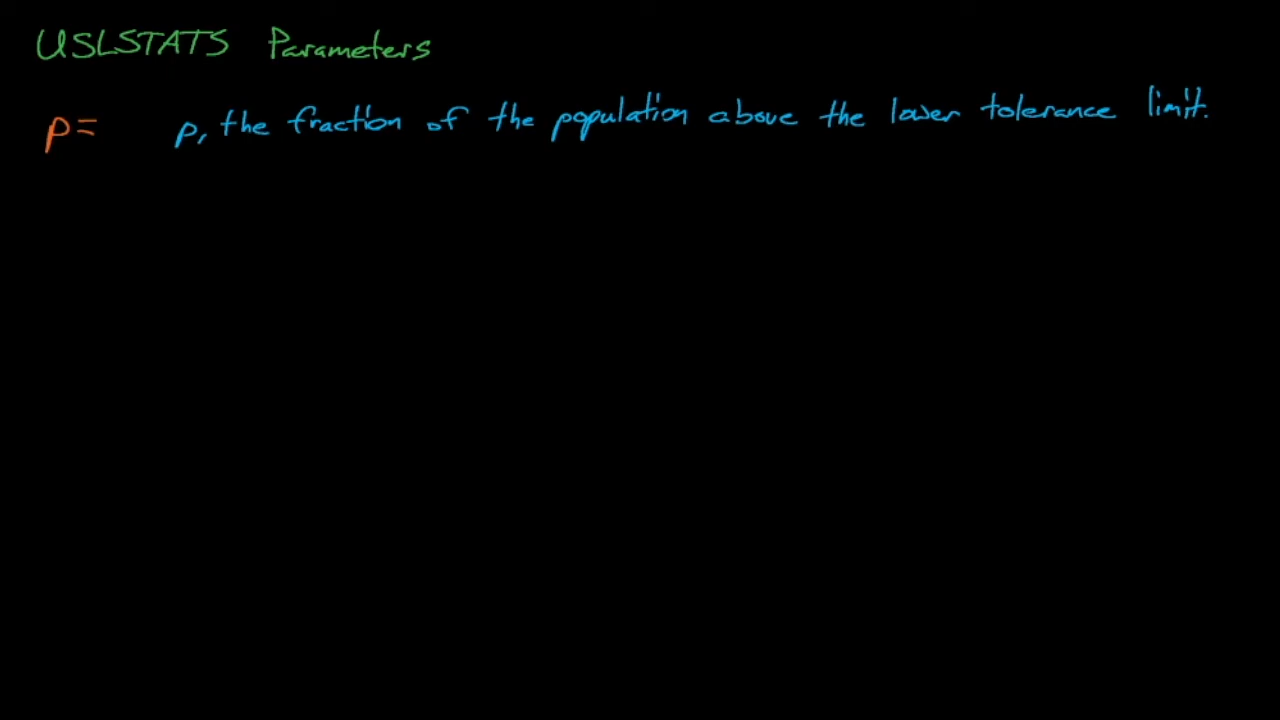 USLSTATS Parameters
p= p, the fraction of the population above the lower tolerance limit.